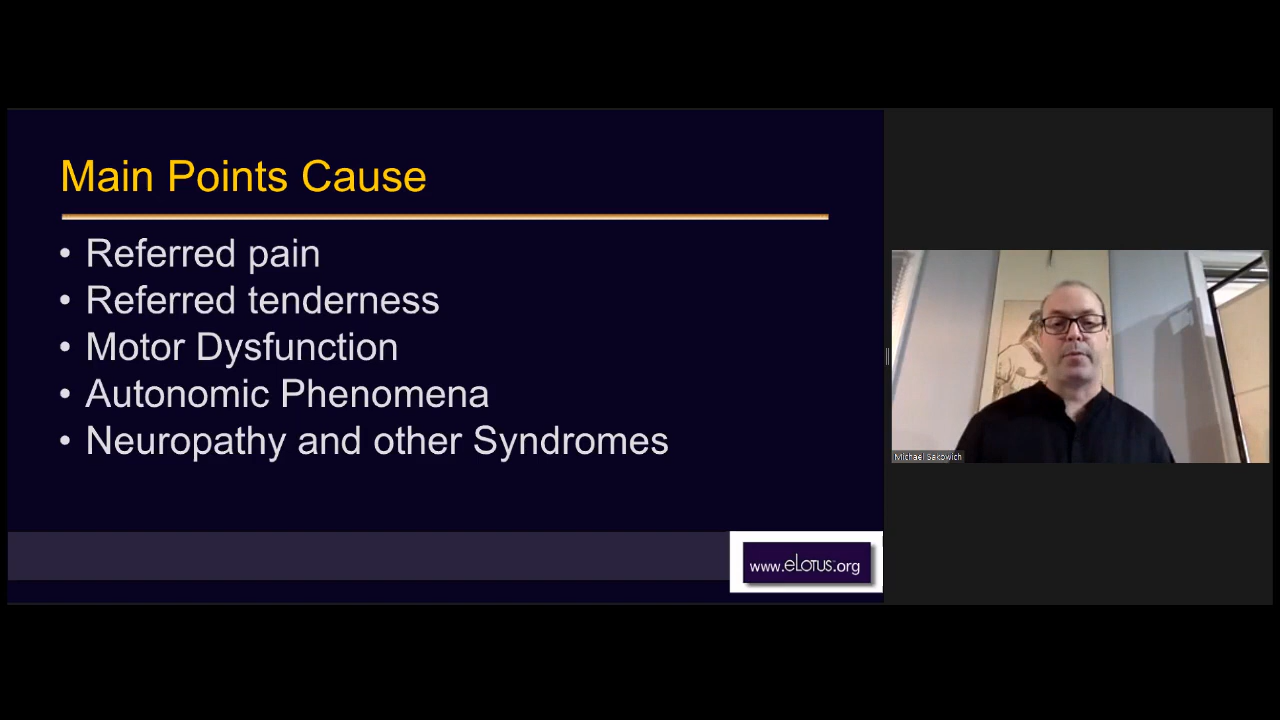 Main Points Cause
• Referred pain
• Referred tenderness
• Motor Dysfunction
• Autonomic Phenomena
• Neuropathy and other Syndromes
Michael Sakowich
www.eLOTUS.org